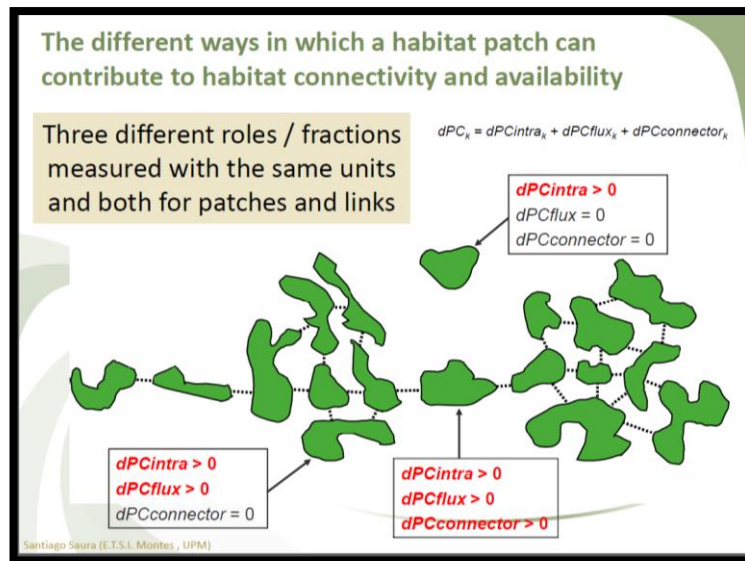 The different ways in which a habitat patch can
contribute to habitat connectivity and availability
Three different roles / fractions
measured with the same units
and both for patches and links
dPCₖ = dPCintraₖ + dPCfluxₖ + dPCconnectorₖ
dPCintra > 0
dPCflux = 0
dPCconnector = 0
dPCintra > 0
dPCflux > 0
dPCconnector = 0
dPCintra > 0
dPCflux > 0
dPCconnector > 0
Santiago Saura (E.T.S.I. Montes , UPM)